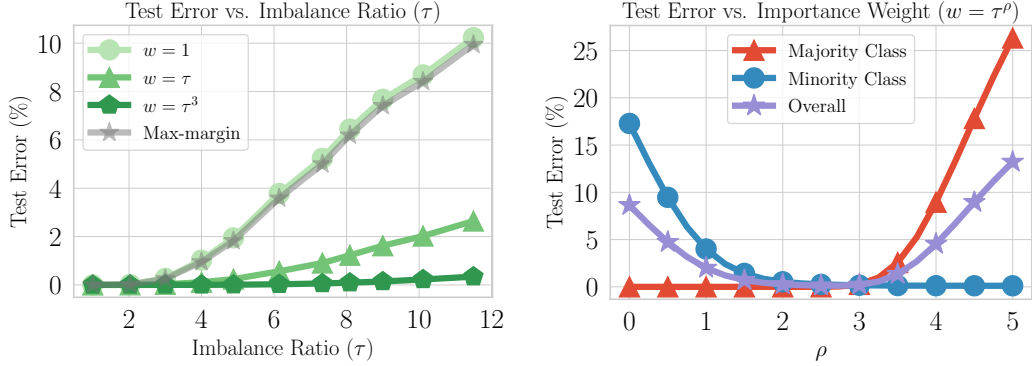 Test Error vs. Imbalance Ratio (τ)
Test Error (%)
10
8
6
4
2
0
w = 1
w = τ
w = τ³
Max-margin
2 4 6 8 10 12
Imbalance Ratio (τ)
Test Error vs. Importance Weight (w = τ^ρ)
Test Error (%)
25
20
15
10
5
0
Majority Class
Minority Class
Overall
0 1 2 3 4 5
ρ